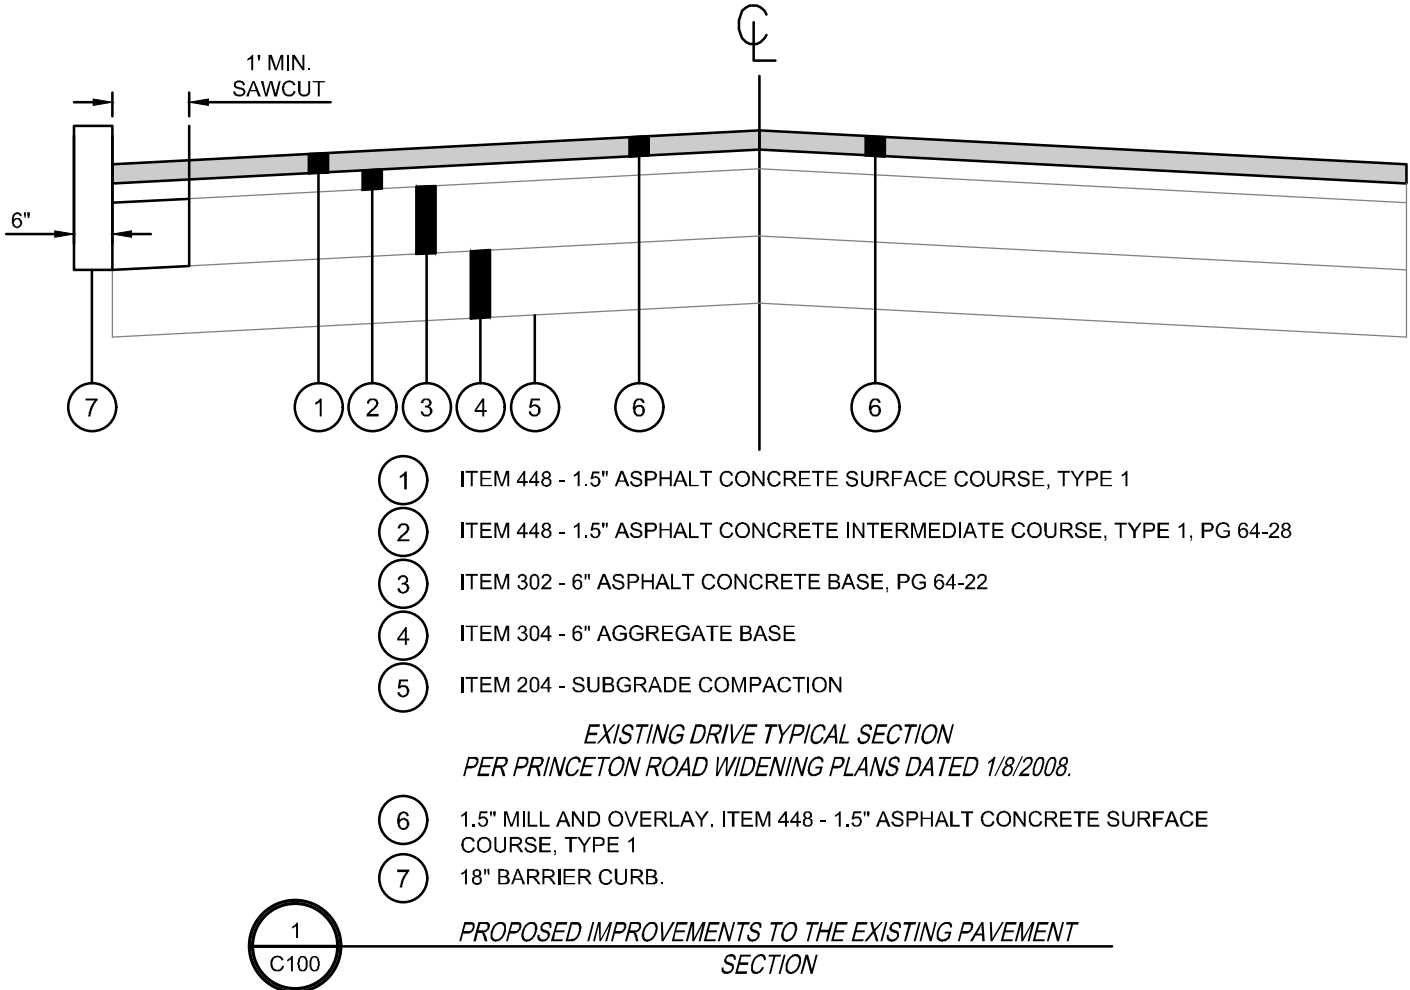 ℄
1' MIN.
SAWCUT
6"
7
1
2
3
4
5
6
6
1 ITEM 448 - 1.5" ASPHALT CONCRETE SURFACE COURSE, TYPE 1
2 ITEM 448 - 1.5" ASPHALT CONCRETE INTERMEDIATE COURSE, TYPE 1, PG 64-28
3 ITEM 302 - 6" ASPHALT CONCRETE BASE, PG 64-22
4 ITEM 304 - 6" AGGREGATE BASE
5 ITEM 204 - SUBGRADE COMPACTION
EXISTING DRIVE TYPICAL SECTION
PER PRINCETON ROAD WIDENING PLANS DATED 1/8/2008.
6 1.5" MILL AND OVERLAY. ITEM 448 - 1.5" ASPHALT CONCRETE SURFACE
COURSE, TYPE 1
7 18" BARRIER CURB.
1
C100
PROPOSED IMPROVEMENTS TO THE EXISTING PAVEMENT
SECTION